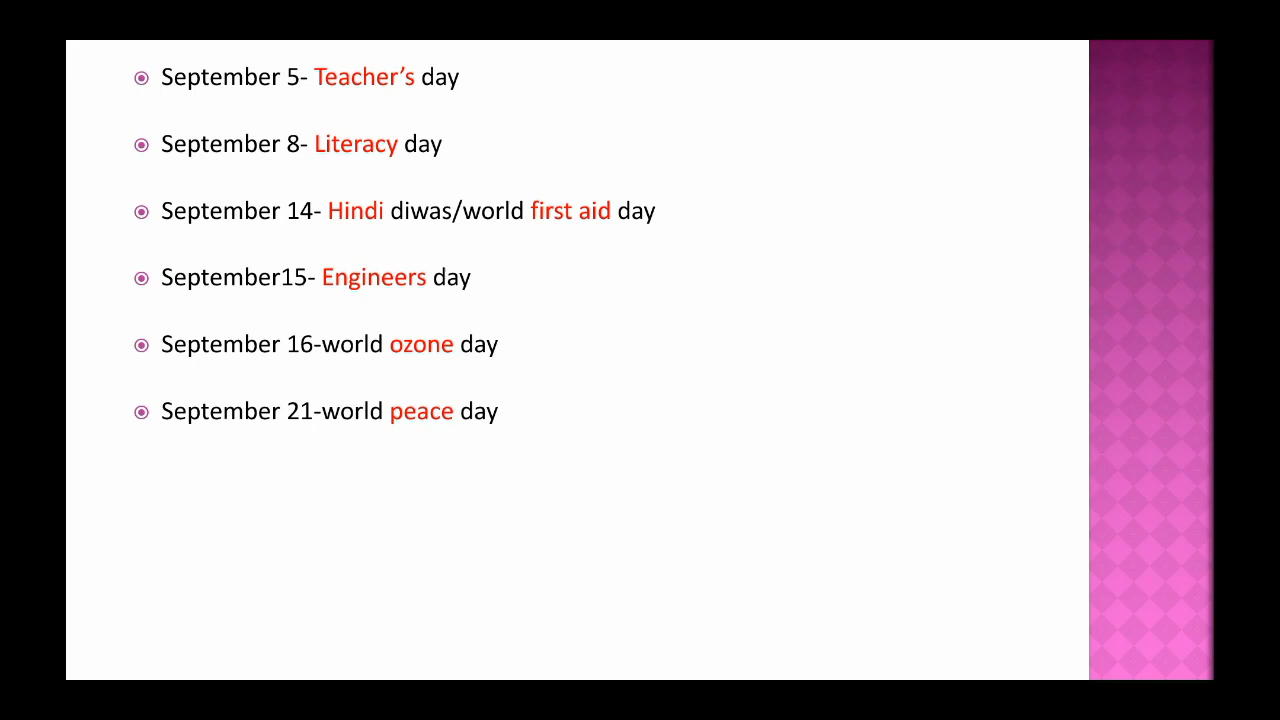 September 5- Teacher’s day
September 8- Literacy day
September 14- Hindi diwas/world first aid day
September15- Engineers day
September 16-world ozone day
September 21-world peace day